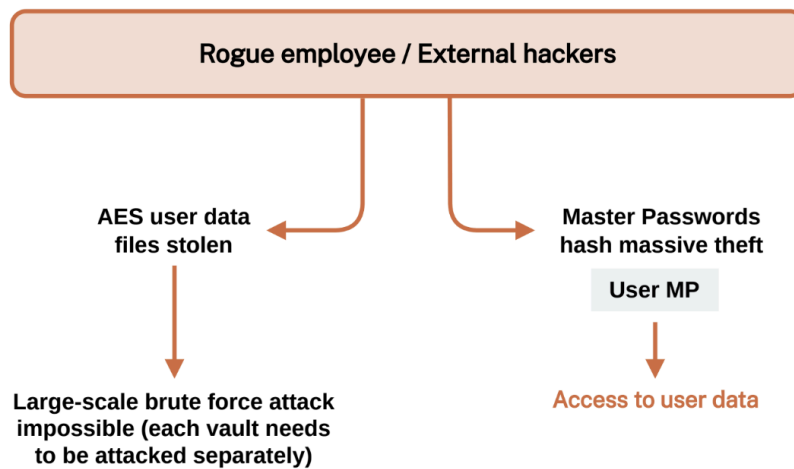 Rogue employee / External hackers
AES user data
files stolen
Master Passwords
hash massive theft
User MP
Large-scale brute force attack
impossible (each vault needs
to be attacked separately)
Access to user data